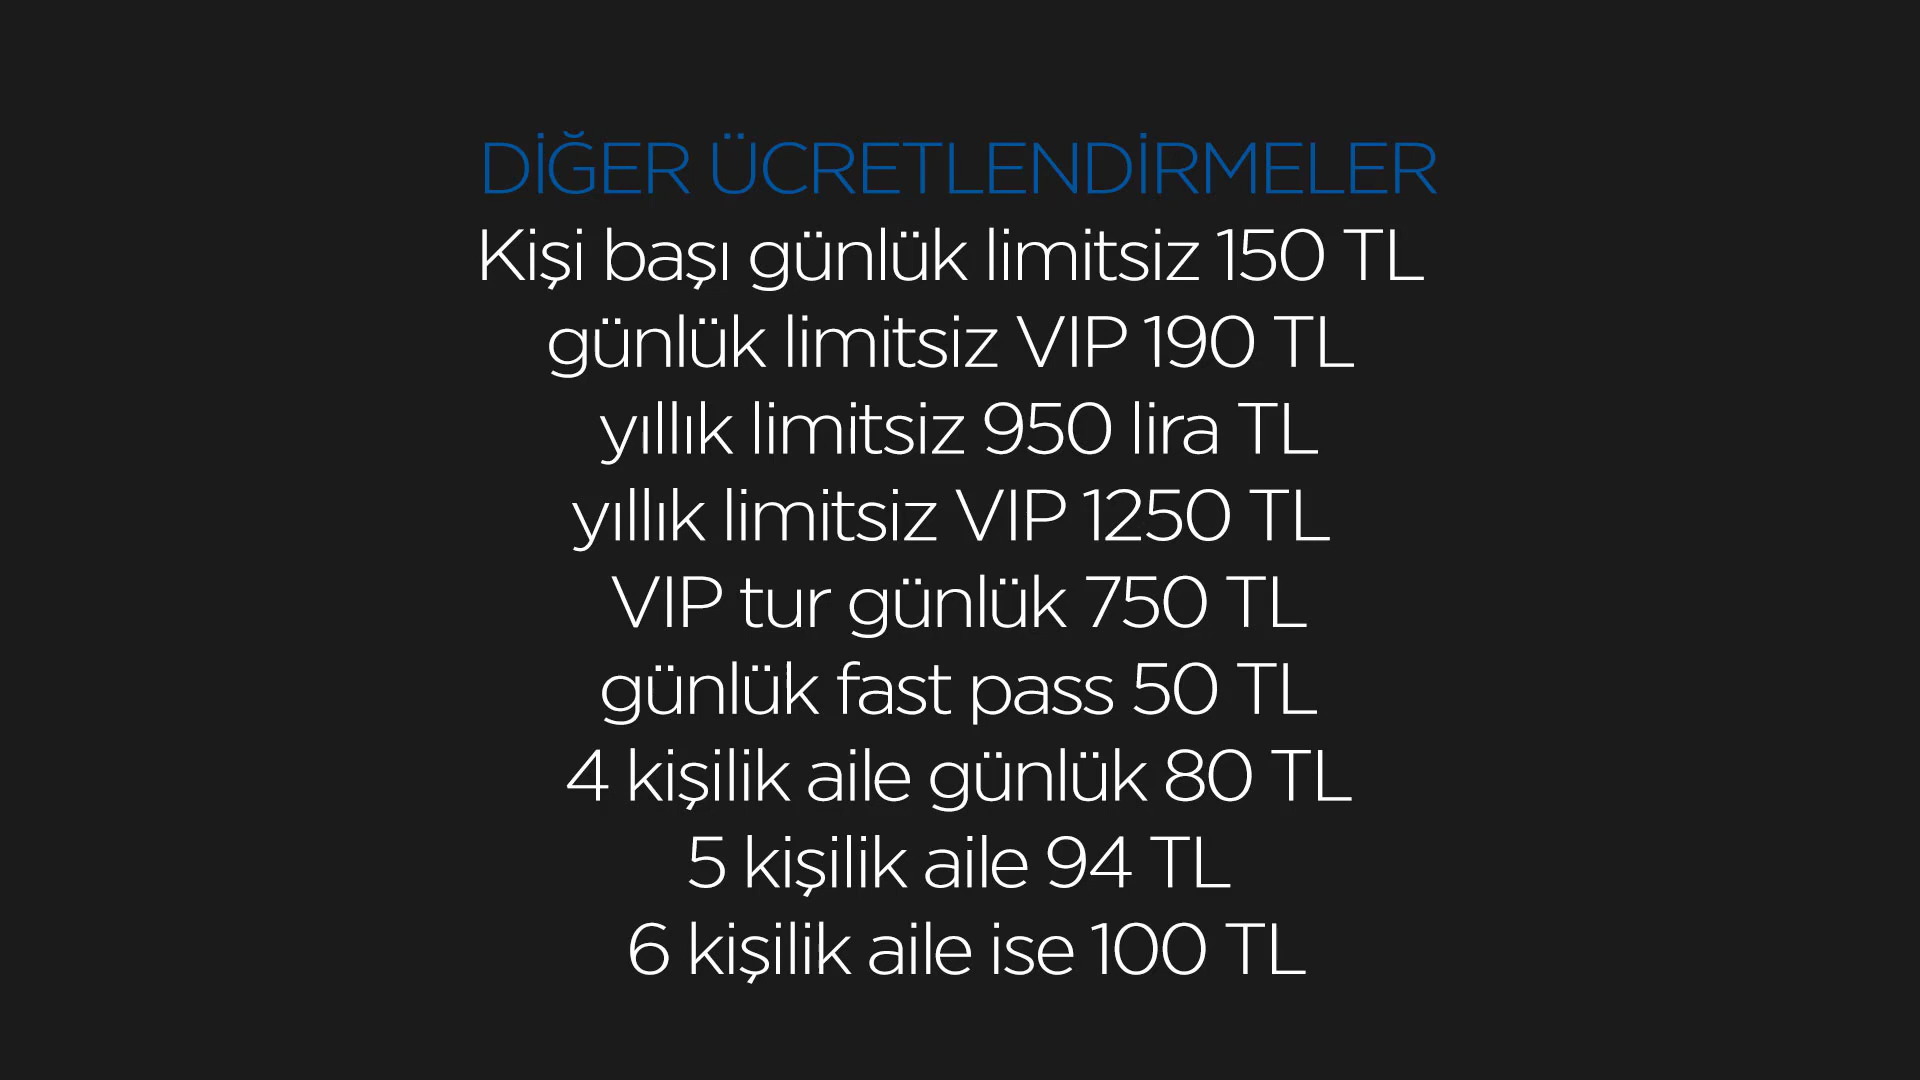 DİĞER ÜCRETLENDİRMELER
Kişi başı günlük limitsiz 150 TL
günlük limitsiz VIP 190 TL
yıllık limitsiz 950 lira TL
yıllık limitsiz VIP 1250 TL
VIP tur günlük 750 TL
günlük fast pass 50 TL
4 kişilik aile günlük 80 TL
5 kişilik aile 94 TL
6 kişilik aile ise 100 TL